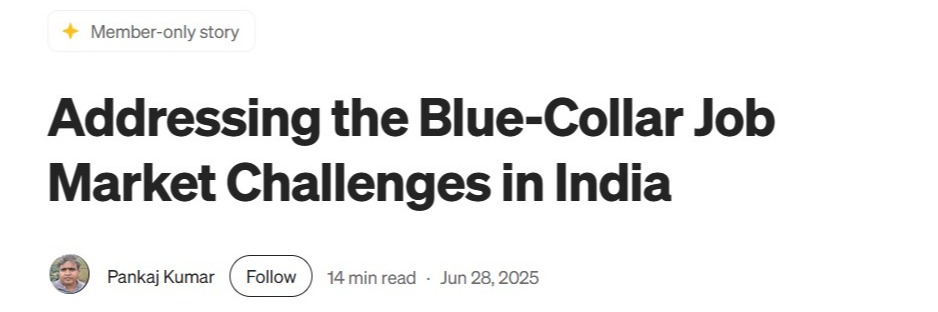 Member-only story
Addressing the Blue-Collar Job
Market Challenges in India
Pankaj Kumar Follow 14 min read · Jun 28, 2025